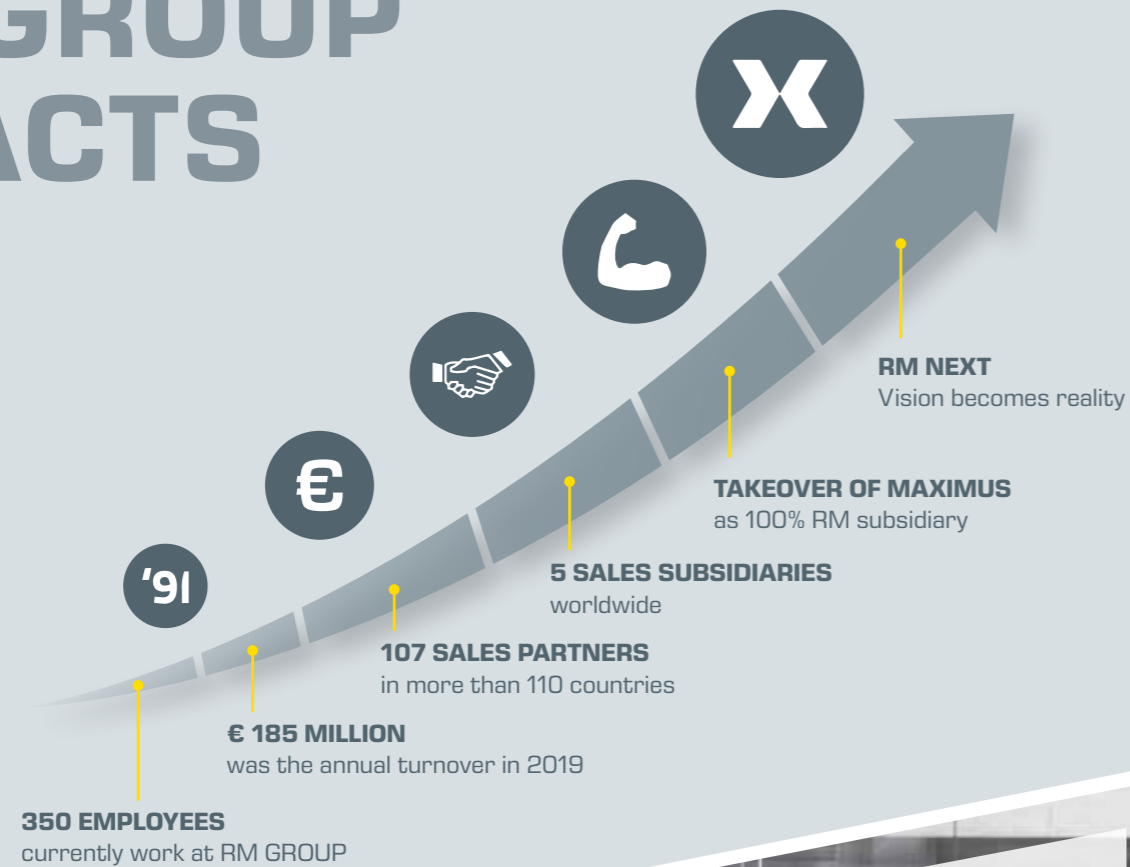 GROUP
ACTS
'91
€
RM NEXT
Vision becomes reality
TAKEOVER OF MAXIMUS
as 100% RM subsidiary
5 SALES SUBSIDIARIES
worldwide
107 SALES PARTNERS
in more than 110 countries
€ 185 MILLION
was the annual turnover in 2019
350 EMPLOYEES
currently work at RM GROUP